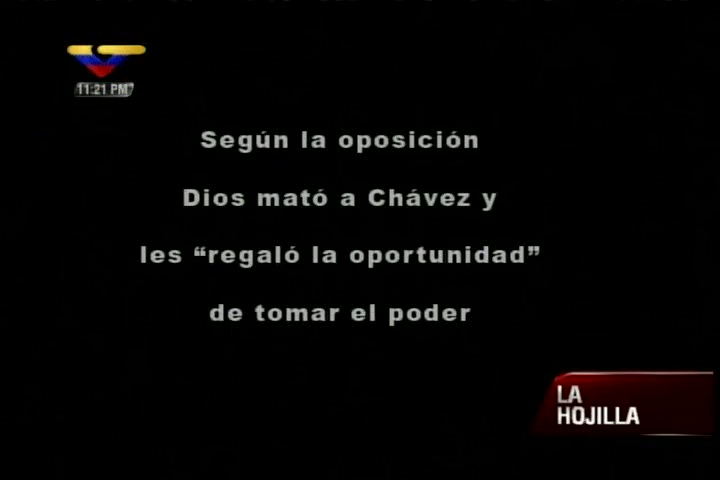 11:21 PM
Según la oposición
Dios mató a Chávez y
les “regaló la oportunidad”
de tomar el poder
LA
HOJILLA